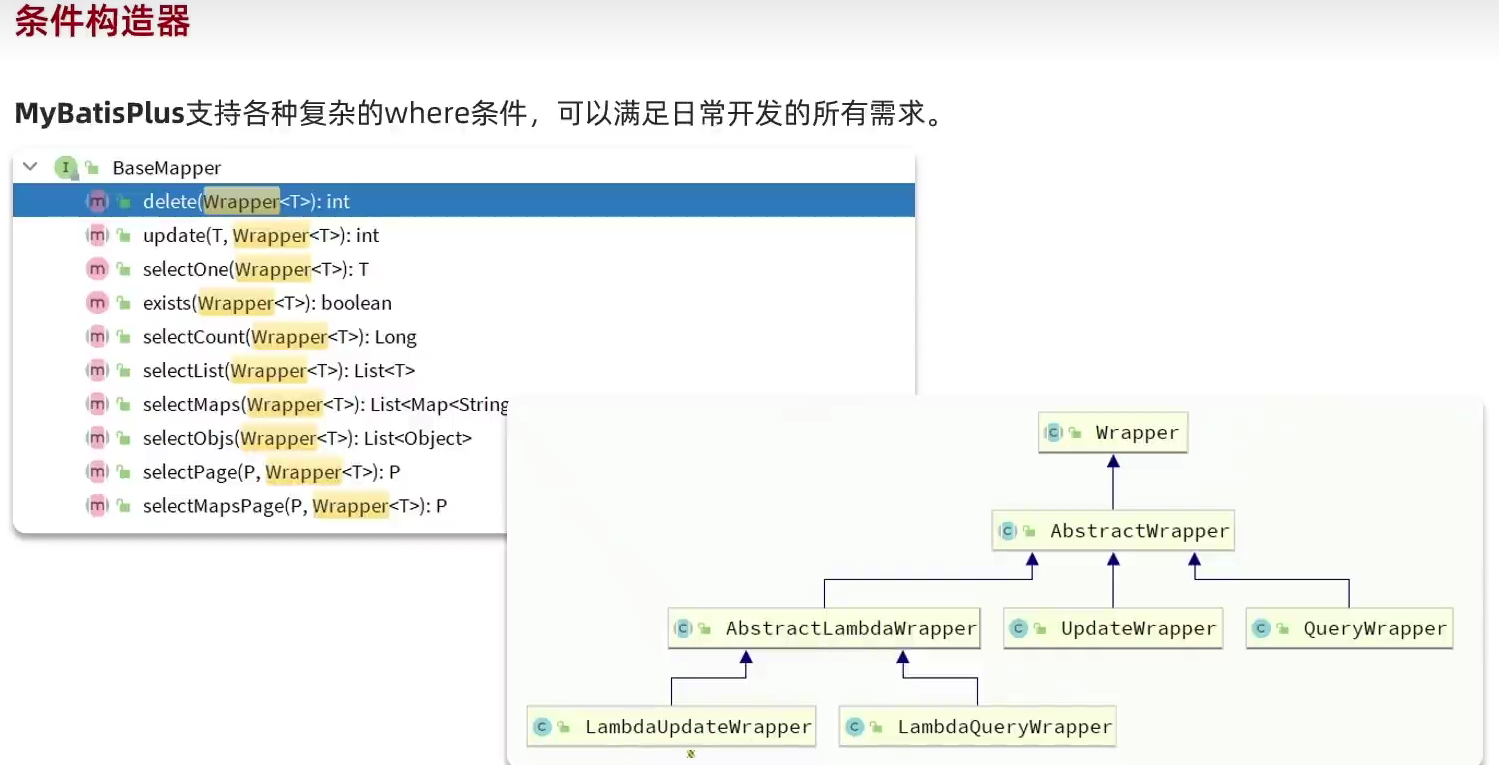 条件构造器
MyBatisPlus支持各种复杂的where条件，可以满足日常开发的所有需求。
BaseMapper
delete(Wrapper<T>): int
update(T, Wrapper<T>): int
selectOne(Wrapper<T>): T
exists(Wrapper<T>): boolean
selectCount(Wrapper<T>): Long
selectList(Wrapper<T>): List<T>
selectMaps(Wrapper<T>): List<Map<String
selectObjs(Wrapper<T>): List<Object>
selectPage(P, Wrapper<T>): P
selectMapsPage(P, Wrapper<T>): P
Wrapper
AbstractWrapper
AbstractLambdaWrapper
UpdateWrapper
QueryWrapper
LambdaUpdateWrapper
LambdaQueryWrapper